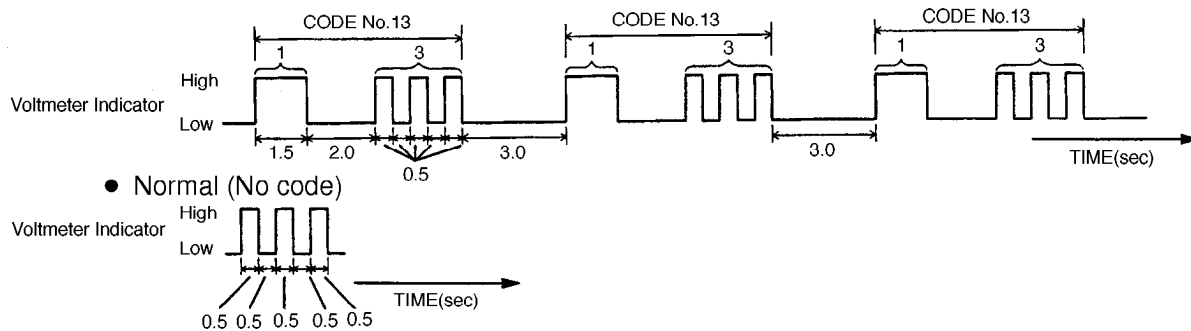 CODE No.13 CODE No.13 CODE No.13
1 3 1 3 1 3
High
Voltmeter Indicator
Low
1.5 2.0 3.0 3.0
0.5
TIME(sec)
● Normal (No code)
High
Voltmeter Indicator
Low
TIME(sec)
0.5 0.5 0.5 0.5 0.5